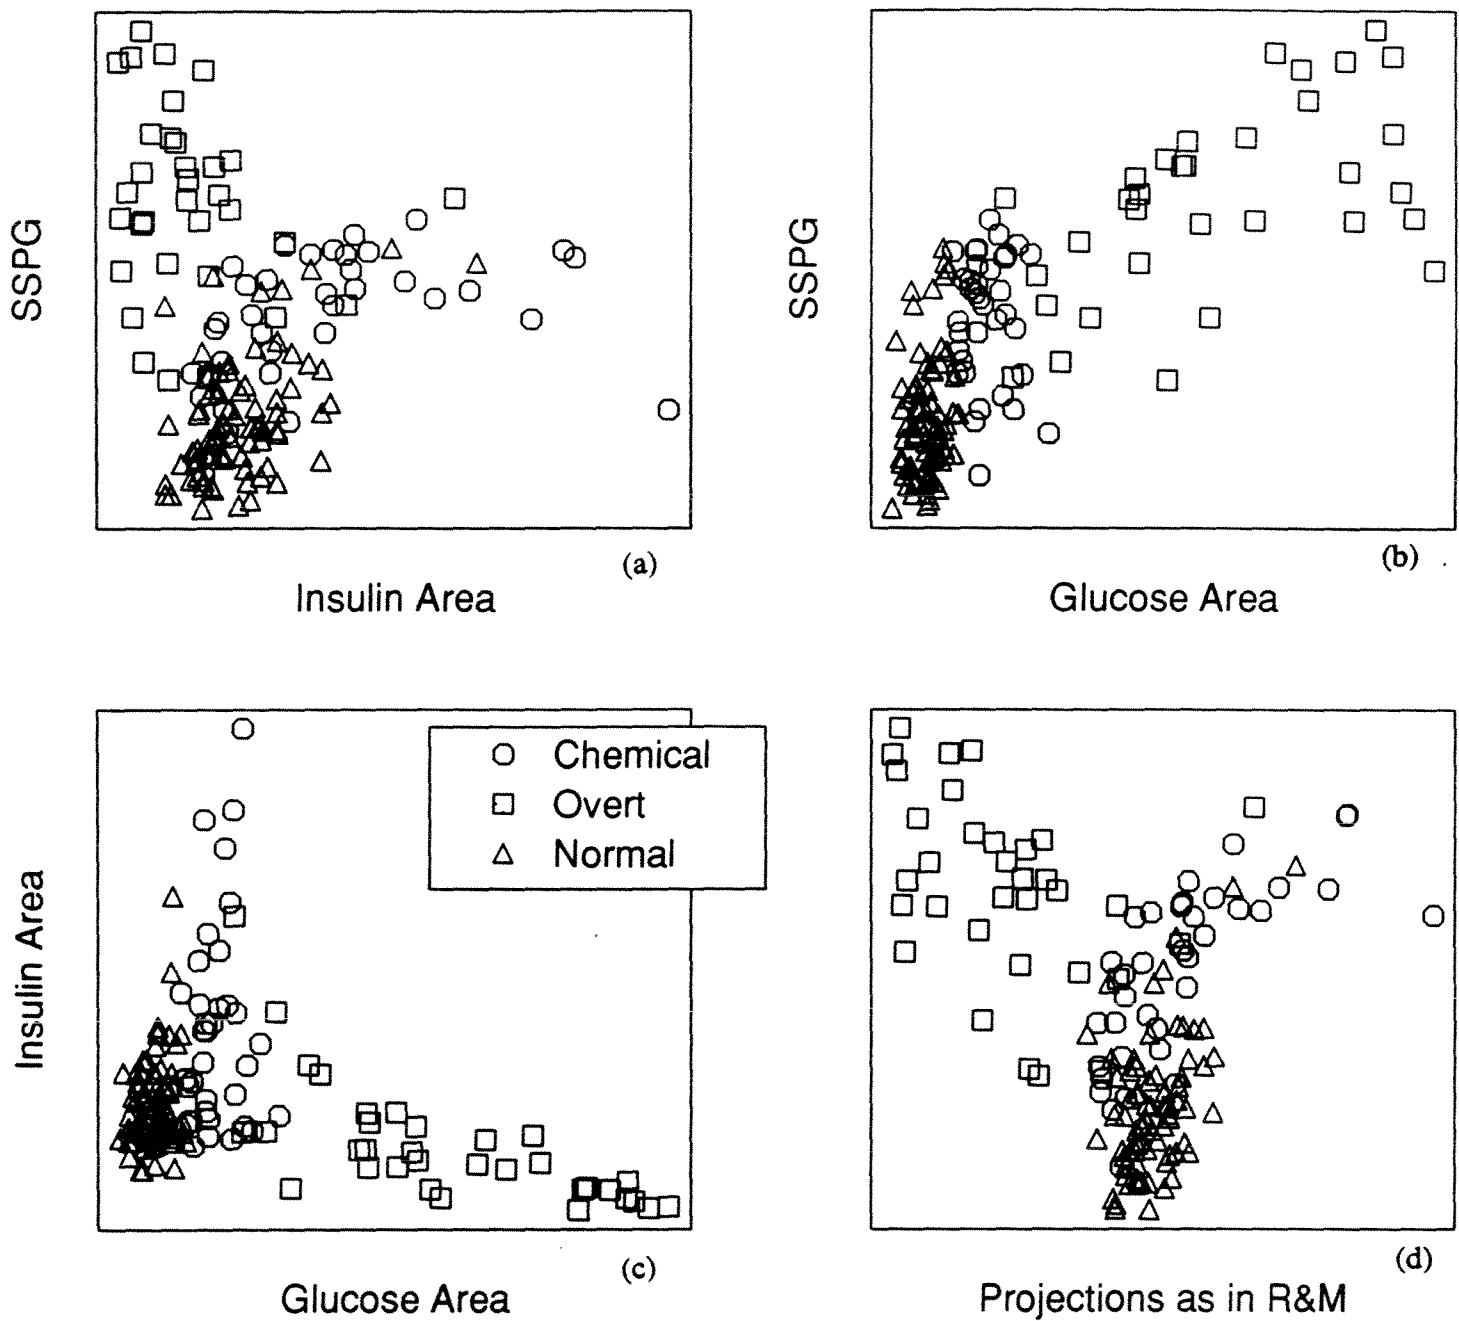 SSPG
SSPG
(a)
(b)
Insulin Area
Glucose Area
Chemical
Overt
Normal
Insulin Area
(c)
(d)
Glucose Area
Projections as in R&M